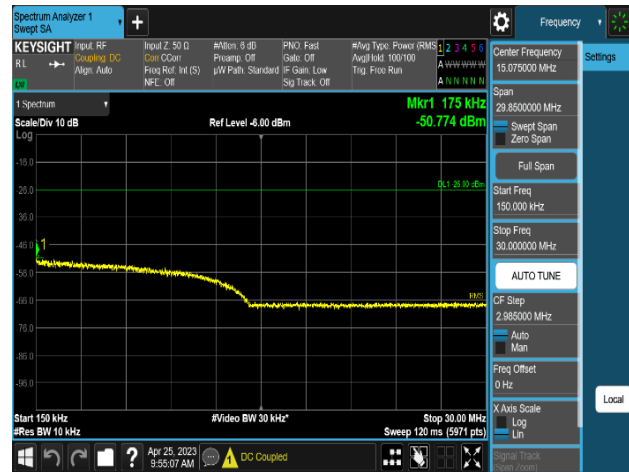 Spectrum Analyzer 1
Swept SA
Frequency
KEYSIGHT
RL
Input: RF
Coupling: DC
Align: Auto
Input Z: 50 Ω
Corr CCorr
Freq Ref: Int (S)
NFE: Off
#Atten: 6 dB
Preamp: Off
µW Path: Standard
PNO: Fast
Gate: Off
IF Gain: Low
Sig Track: Off
#Avg Type: Power (RMS
Avg|Hold: 100/100
Trig: Free Run
1 2 3 4 5 6
A W W W W W
A N N N N N
1 Spectrum
Scale/Div 10 dB
Log
Ref Level -6.00 dBm
Mkr1 175 kHz
-50.774 dBm
-16.0
-26.0
-36.0
-46.0
-56.0
-66.0
-76.0
-86.0
-96.0
DL1 -26.00 dBm
1
RMS
Start 150 kHz
#Res BW 10 kHz
#Video BW 30 kHz*
Stop 30.00 MHz
Sweep 120 ms (5971 pts)
Center Frequency
15.075000 MHz
Span
29.8500000 MHz
Swept Span
Zero Span
Full Span
Start Freq
150.000 kHz
Stop Freq
30.000000 MHz
AUTO TUNE
CF Step
2.985000 MHz
Auto
Man
Freq Offset
0 Hz
X Axis Scale
Log
Lin
Signal Track
(Span Zoom)
Settings
Local
?
Apr 25, 2023
9:55:07 AM
DC Coupled